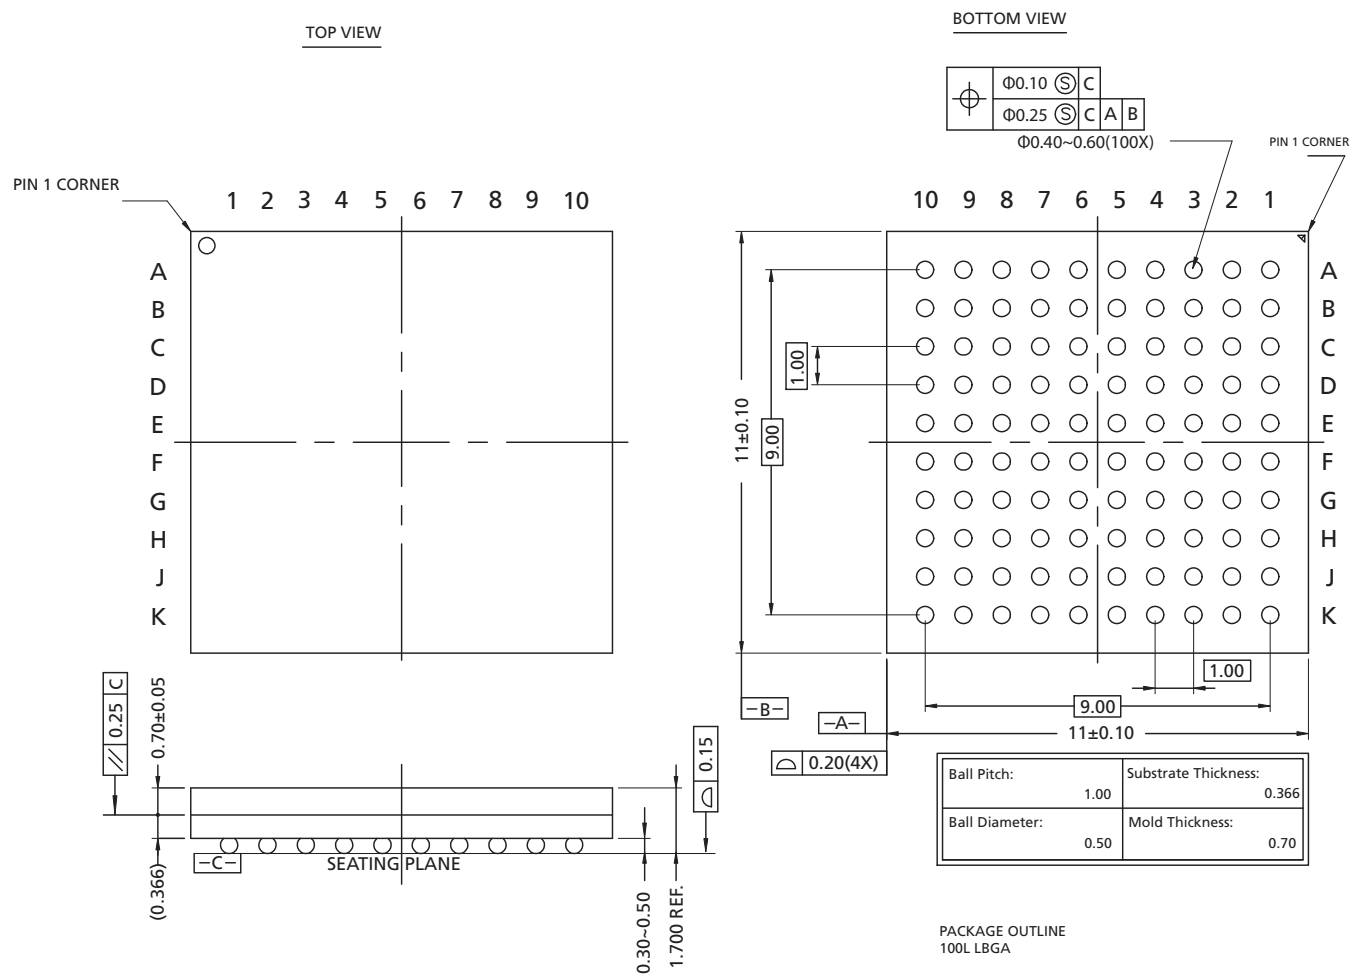 TOP VIEW
PIN 1 CORNER
1 2 3 4 5 6 7 8 9 10
A
B
C
D
E
F
G
H
J
K
BOTTOM VIEW
Φ0.10 Ⓢ C
Φ0.25 Ⓢ C A B
Φ0.40~0.60(100X)
PIN 1 CORNER
10 9 8 7 6 5 4 3 2 1
A
B
C
D
E
F
G
H
J
K
11±0.10
9.00
1.00
1.00
9.00
11±0.10
-B-
-A-
0.20(4X)
// 0.25 C
0.70±0.05
(0.366)
-C-
SEATING PLANE
0.30~0.50
1.700 REF.
0.15
Ball Pitch:
1.00
Substrate Thickness:
0.366
Ball Diameter:
0.50
Mold Thickness:
0.70
PACKAGE OUTLINE
100L LBGA